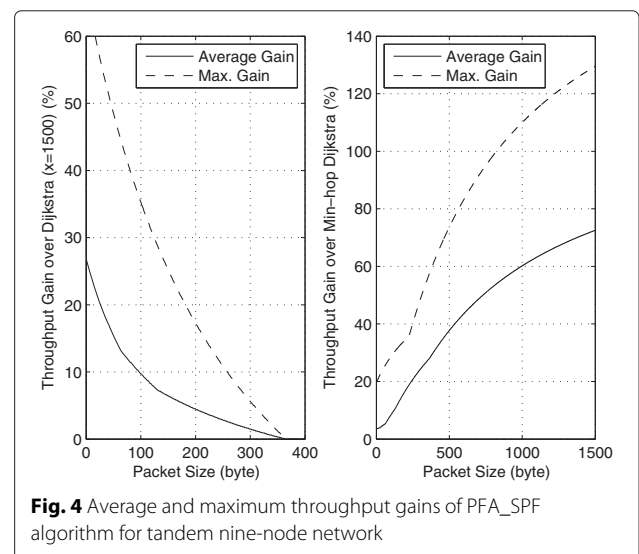 Throughput Gain over Dijkstra (x=1500) (%)
60
50
40
30
20
10
0
Average Gain
Max. Gain
0 100 200 300 400
Packet Size (byte)
Throughput Gain over Min-hop Dijkstra (%)
140
120
100
80
60
40
20
0
Average Gain
Max. Gain
0 500 1000 1500
Packet Size (byte)
Fig. 4 Average and maximum throughput gains of PFA_SPF
algorithm for tandem nine-node network